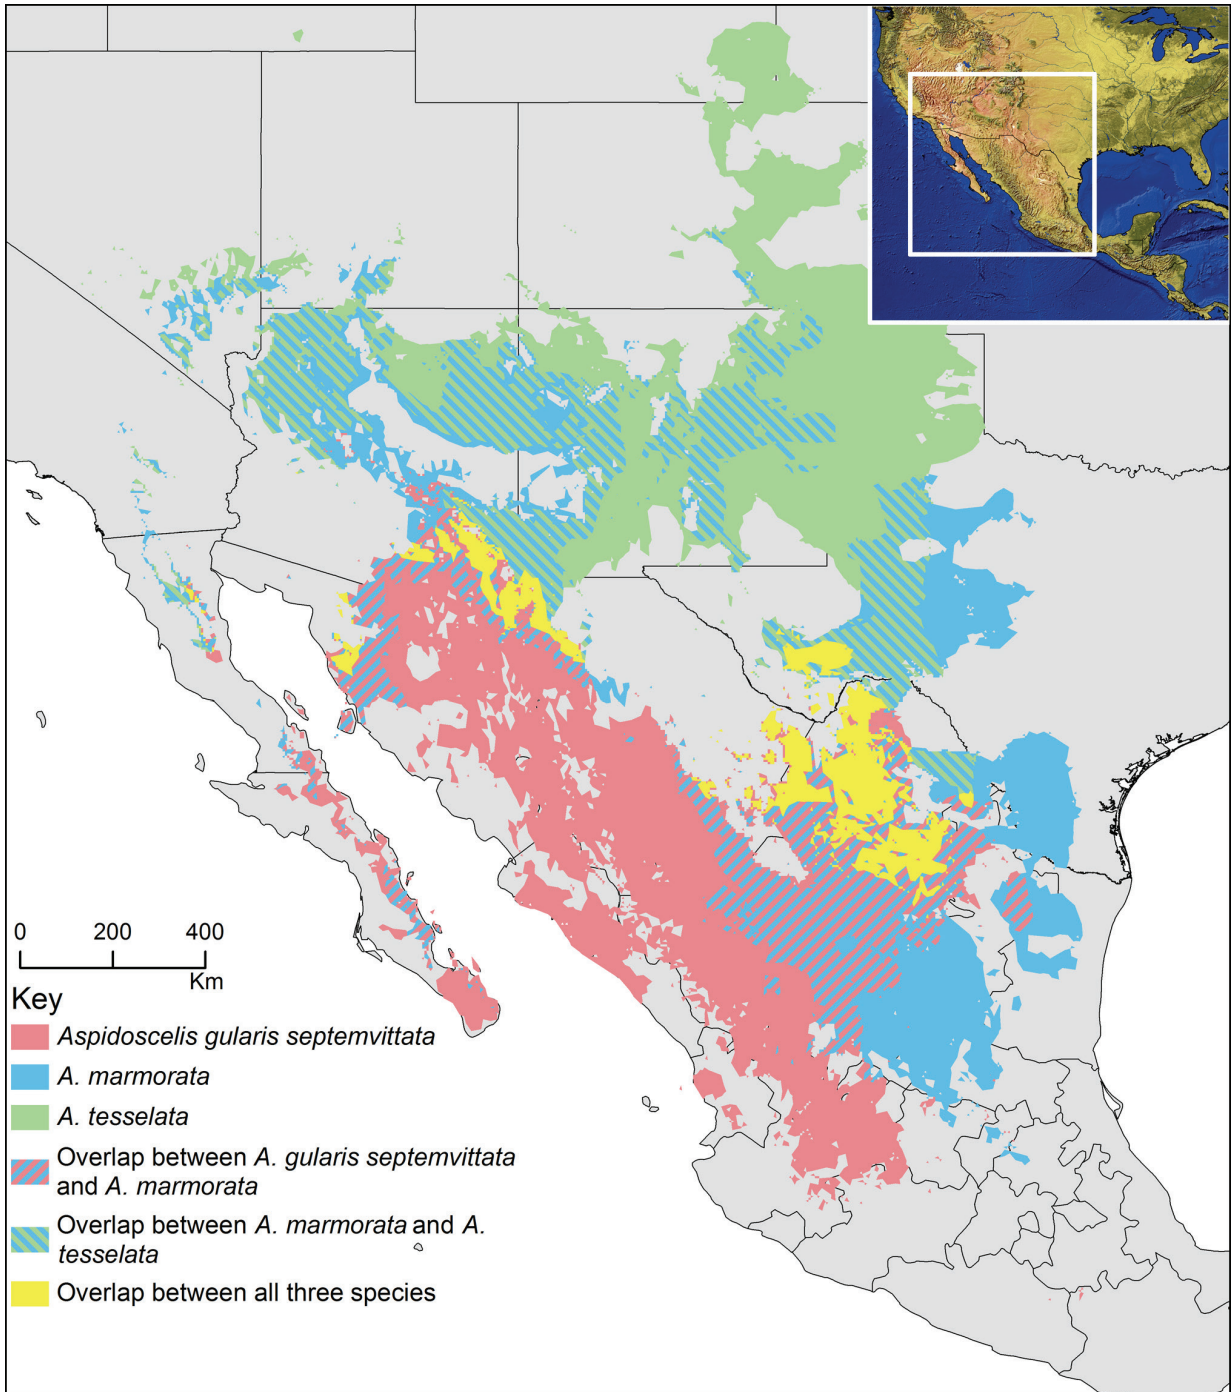 0 200 400
Km
Key
Aspidoscelis gularis septemvittata
A. marmorata
A. tesselata
Overlap between A. gularis septemvittata
and A. marmorata
Overlap between A. marmorata and A.
tesselata
Overlap between all three species